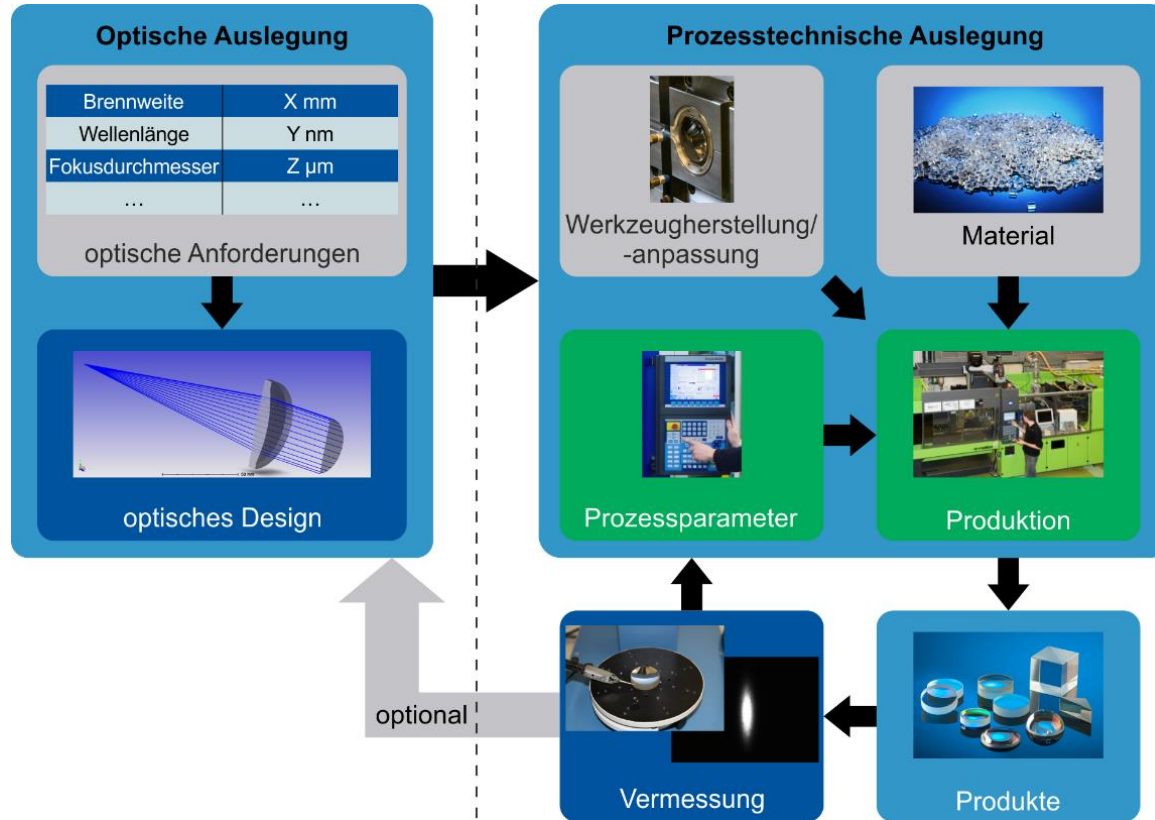 Optische Auslegung
Brennweite X mm
Wellenlänge Y nm
Fokusdurchmesser Z µm
… …
optische Anforderungen
optisches Design
Prozesstechnische Auslegung
Werkzeugherstellung/
-anpassung
Material
Prozessparameter
Produktion
optional
Vermessung
Produkte